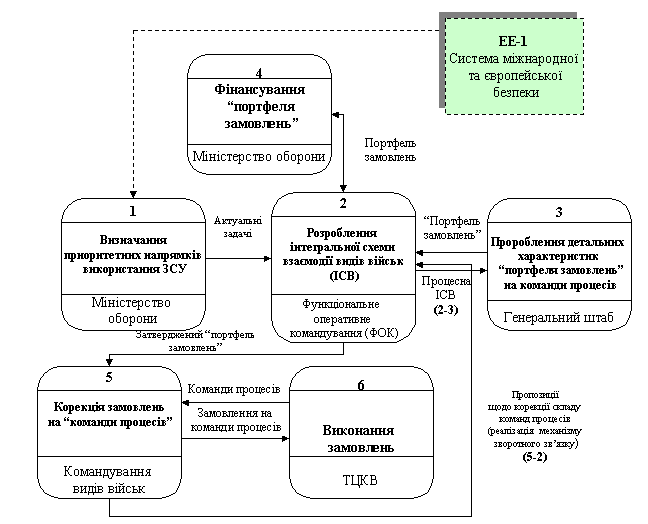 ЕЕ-1
Система міжнародної
та європейської
безпеки
4
Фінансування
“портфеля
замовлень”
Міністерство оборони
Портфель
замовлень
1
Визначання
приоритетних напрямків
використання ЗСУ
Міністерство
оборони
Актуальні
задачі
2
Розроблення
інтегральної схеми
взаємодії видів військ
(ІСВ)
Функціональне
оперативне
командування (ФОК)
“Портфель
замовлень”
Процесна
ІСВ
(2-3)
3
Пророблення детальних
характеристик
“портфеля замовлень”
на команди процесів
Генеральний штаб
Затверджений “портфель
замовлень”
5
Корекція замовлень
на “команди процесів”
Командування
видів військ
Команди процесів
Замовлення на
команди процесів
6
Виконання
замовлень
ТЦКВ
Пропозиції
щодо корекції складу
команд процесів
(реалізація механізму
зворотного зв’язку)
(5-2)